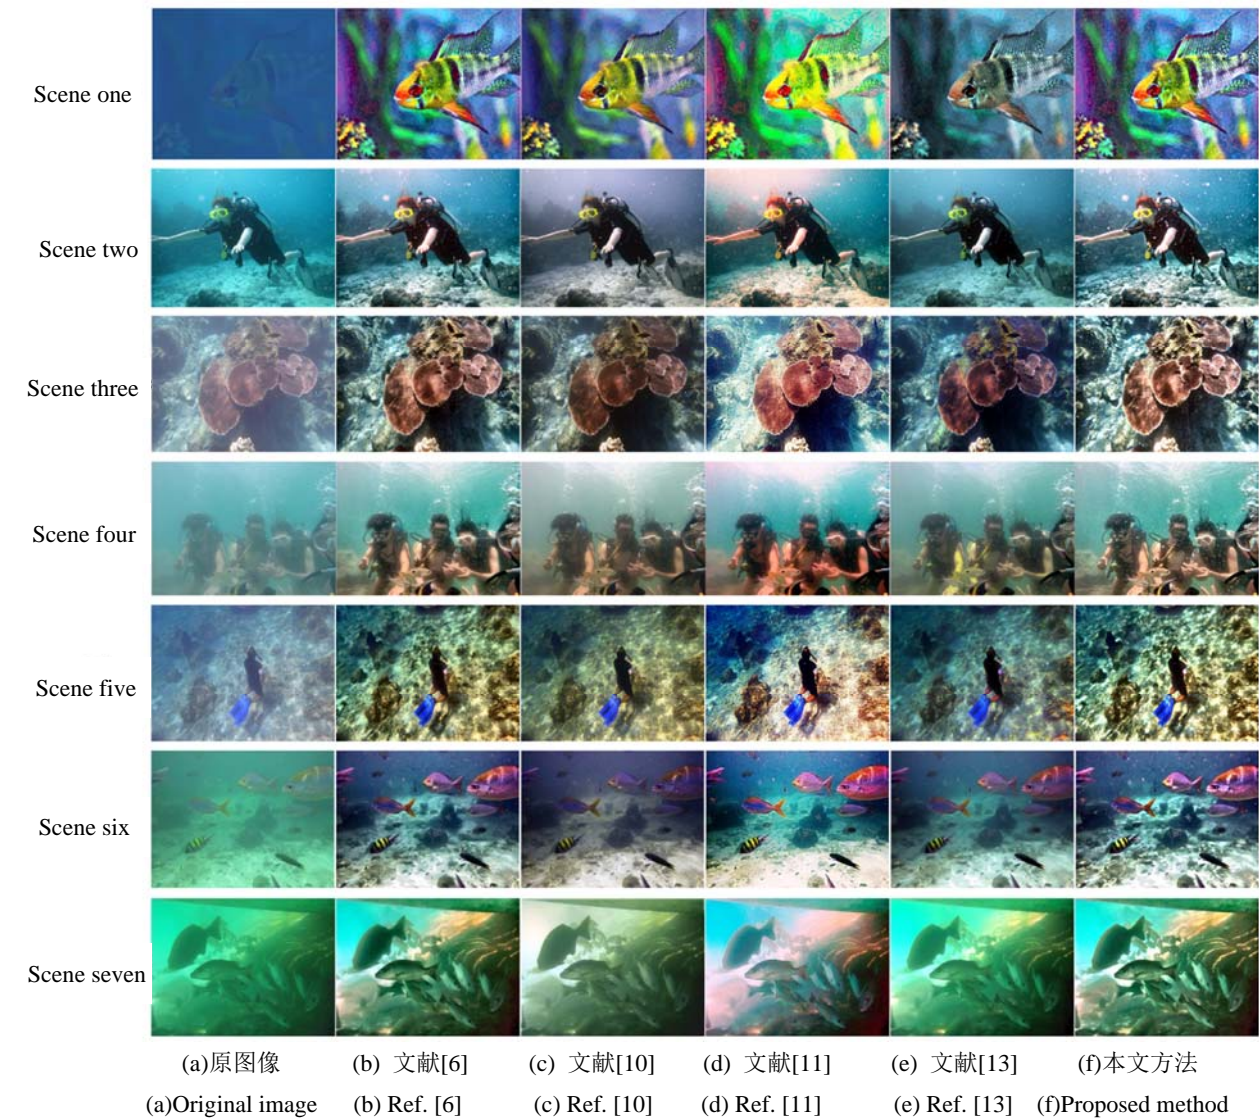 Scene one
Scene two
Scene three
Scene four
Scene five
Scene six
Scene seven
(a)原图像 (b) 文献[6] (c) 文献[10] (d) 文献[11] (e) 文献[13] (f)本文方法
(a)Original image (b) Ref. [6] (c) Ref. [10] (d) Ref. [11] (e) Ref. [13] (f)Proposed method